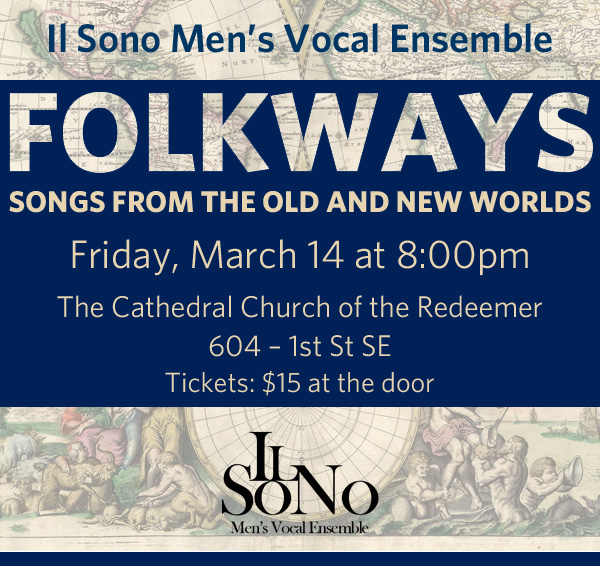 Il Sono Men's Vocal Ensemble
FOLKWAYS
SONGS FROM THE OLD AND NEW WORLDS
Friday, March 14 at 8:00pm
The Cathedral Church of the Redeemer
604 – 1st St SE
Tickets: $15 at the door
IL
SONO
Men's Vocal Ensemble